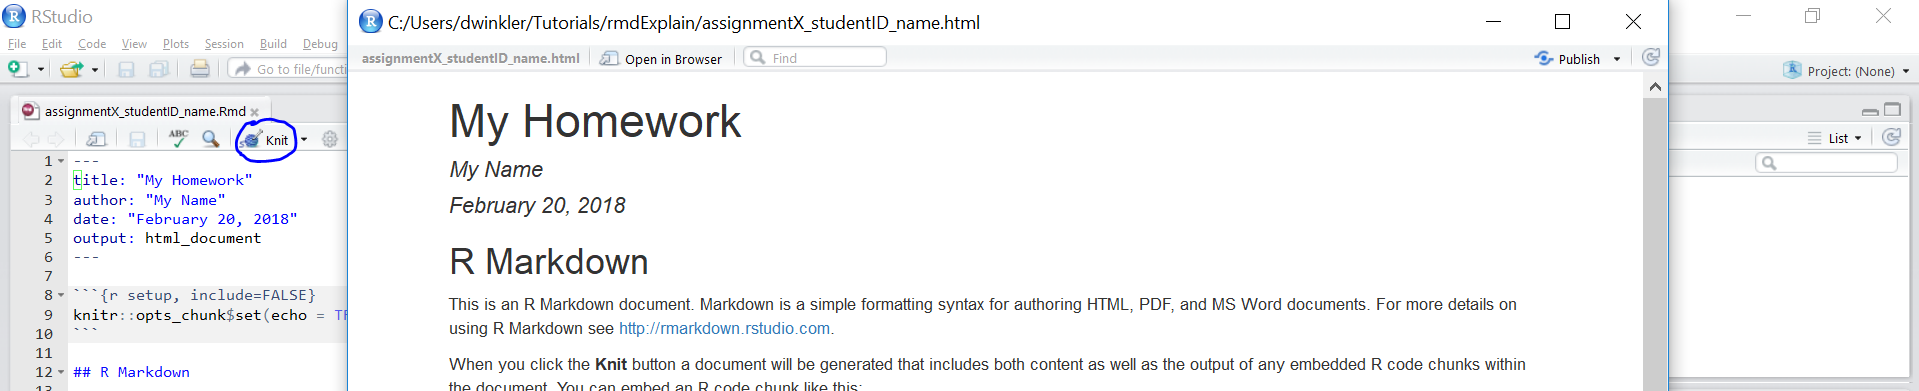 RStudio
File Edit Code View Plots Session Build Debug
Go to file/functi
Project: (None)
assignmentX_studentID_name.Rmd
ABC
Knit
1 ---
2 title: "My Homework"
3 author: "My Name"
4 date: "February 20, 2018"
5 output: html_document
6 ---
7
8 ```{r setup, include=FALSE}
9 knitr::opts_chunk$set(echo = TR
10 ```
11
12 ## R Markdown
13
C:/Users/dwinkler/Tutorials/rmdExplain/assignmentX_studentID_name.html
assignmentX_studentID_name.html Open in Browser Find Publish
My Homework
My Name
February 20, 2018
R Markdown
This is an R Markdown document. Markdown is a simple formatting syntax for authoring HTML, PDF, and MS Word documents. For more details on
using R Markdown see http://rmarkdown.rstudio.com.
When you click the Knit button a document will be generated that includes both content as well as the output of any embedded R code chunks within
the document. You can embed an R code chunk like this:
List